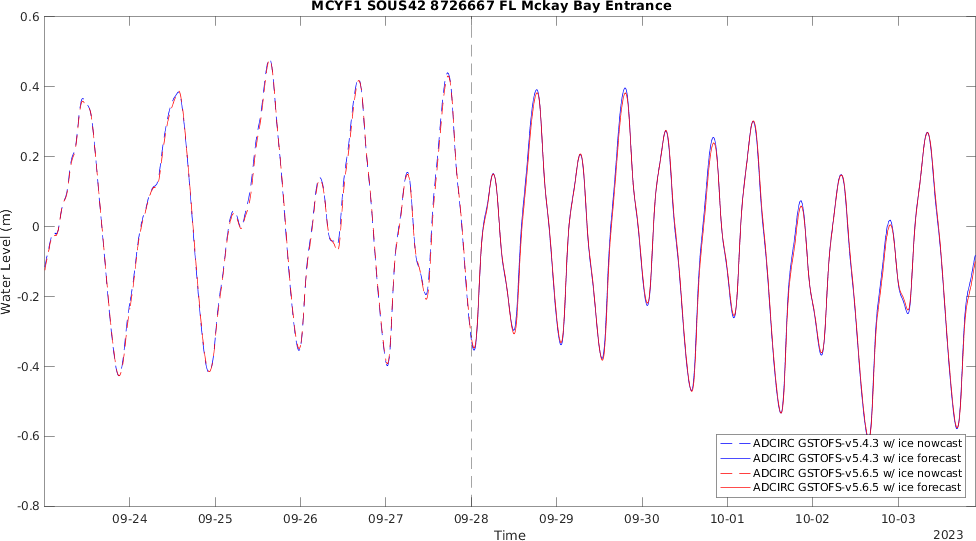 MCYF1 SOUS42 8726667 FL Mckay Bay Entrance
0.6
0.4
0.2
0
-0.2
-0.4
-0.6
-0.8
Water Level (m)
ADCIRC GSTOFS-v5.4.3 w/ ice nowcast
ADCIRC GSTOFS-v5.4.3 w/ ice forecast
ADCIRC GSTOFS-v5.6.5 w/ ice nowcast
ADCIRC GSTOFS-v5.6.5 w/ ice forecast
09-24 09-25 09-26 09-27 09-28 09-29 09-30 10-01 10-02 10-03
Time
2023